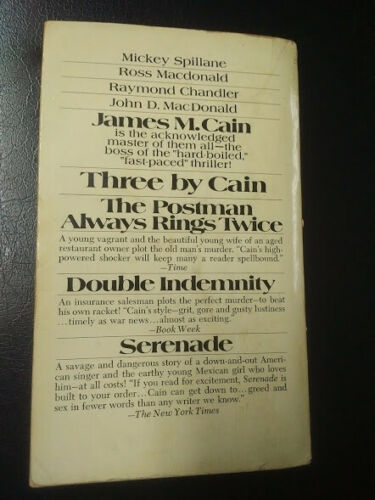 Mickey Spillane
Ross Macdonald
Raymond Chandler
John D. MacDonald
James M. Cain
is the acknowledged
master of them all—the
boss of the "hard-boiled,"
"fast-paced" thriller!
Three by Cain
The Postman
Always Rings Twice
A young vagrant and the beautiful young wife of an aged
restaurant owner plot the old man's murder. "Cain's high-
powered shocker will keep many a reader spellbound."
—Time
Double Indemnity
An insurance salesman plots the perfect murder—to beat
his own racket! "Cain's style—grit, gore and gusty lustiness
...timely as war news...almost as exciting."
—Book Week
Serenade
A savage and dangerous story of a down-and-out Ameri-
can singer and the earthy young Mexican girl who loves
him—at all costs! "If you read for excitement, Serenade is
built to your order...Cain can get down to...greed and
sex in fewer words than any writer we know."
—The New York Times